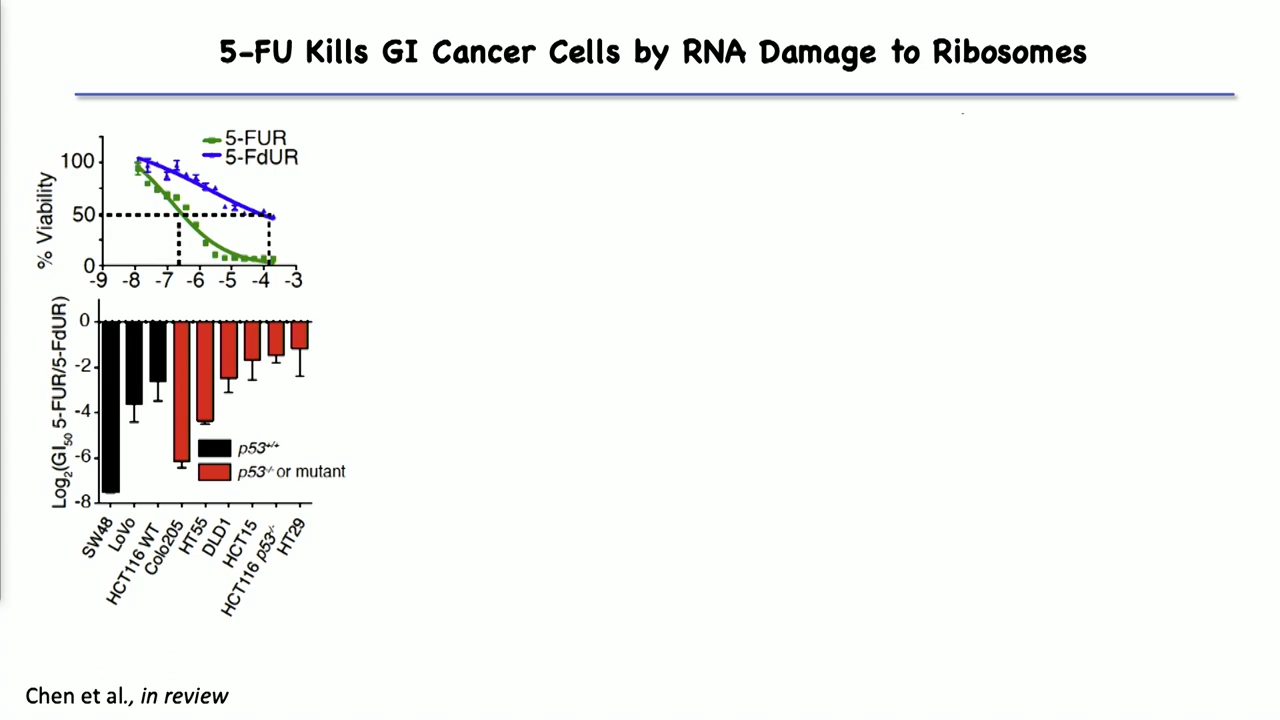 5-FU Kills GI Cancer Cells by RNA Damage to Ribosomes
5-FUR
5-FdUR
% Viability
100
50
0
-9 -8 -7 -6 -5 -4 -3
Log2(GI50 5-FUR/5-FdUR)
0
-2
-4
-6
-8
p53+/+
p53-/- or mutant
SW48
LoVo
HCT116 WT
Colo205
HT55
DLD1
HCT15
HCT116 p53-/-
HT29
Chen et al., in review